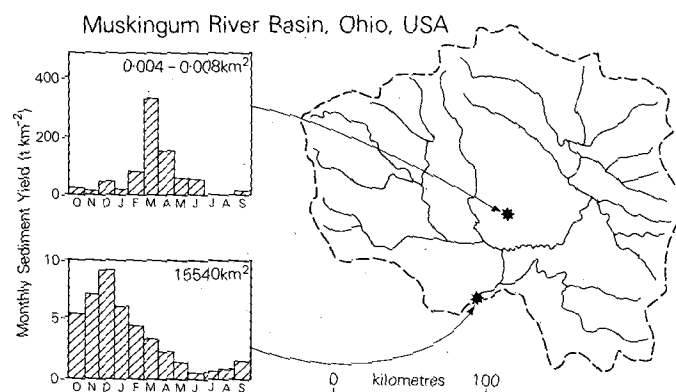 Muskingum River Basin, Ohio, USA
Monthly Sediment Yield (t km⁻²)
0·004 – 0·008km²
400
200
0
O N D J F M A M J J A S
15540km²
10
5
0
O N D J F M A M J J A S
0 kilometres 100